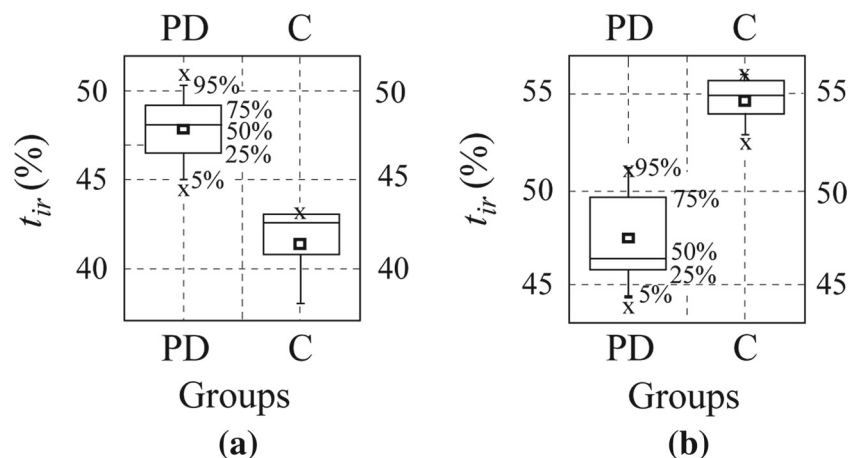 PD C
50 50
45 45
40 40
t_ir (%)
x 95%
75%
50%
25%
x 5%
x
PD C
Groups
(a)
PD C
55 55
50 50
45 45
t_ir (%)
x 95%
75%
50%
25%
5%
x
x
x
PD C
Groups
(b)